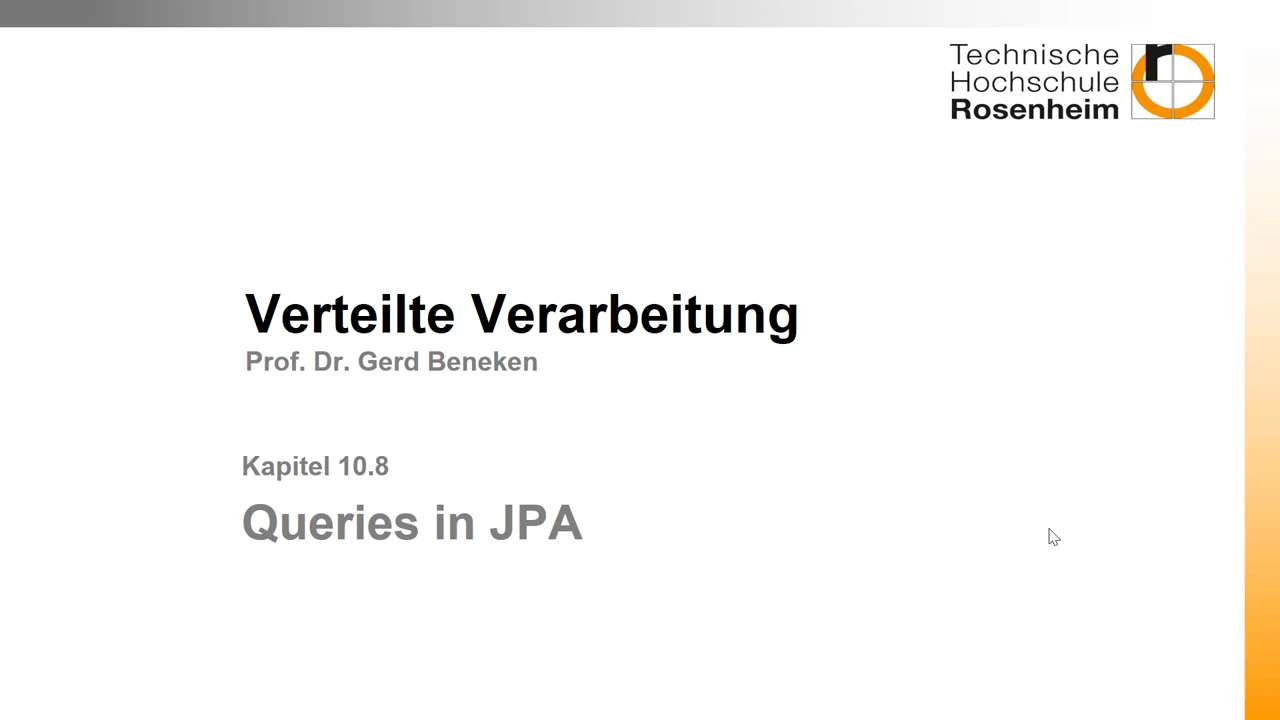 Technische
Hochschule
Rosenheim
Verteilte Verarbeitung
Prof. Dr. Gerd Beneken
Kapitel 10.8
Queries in JPA